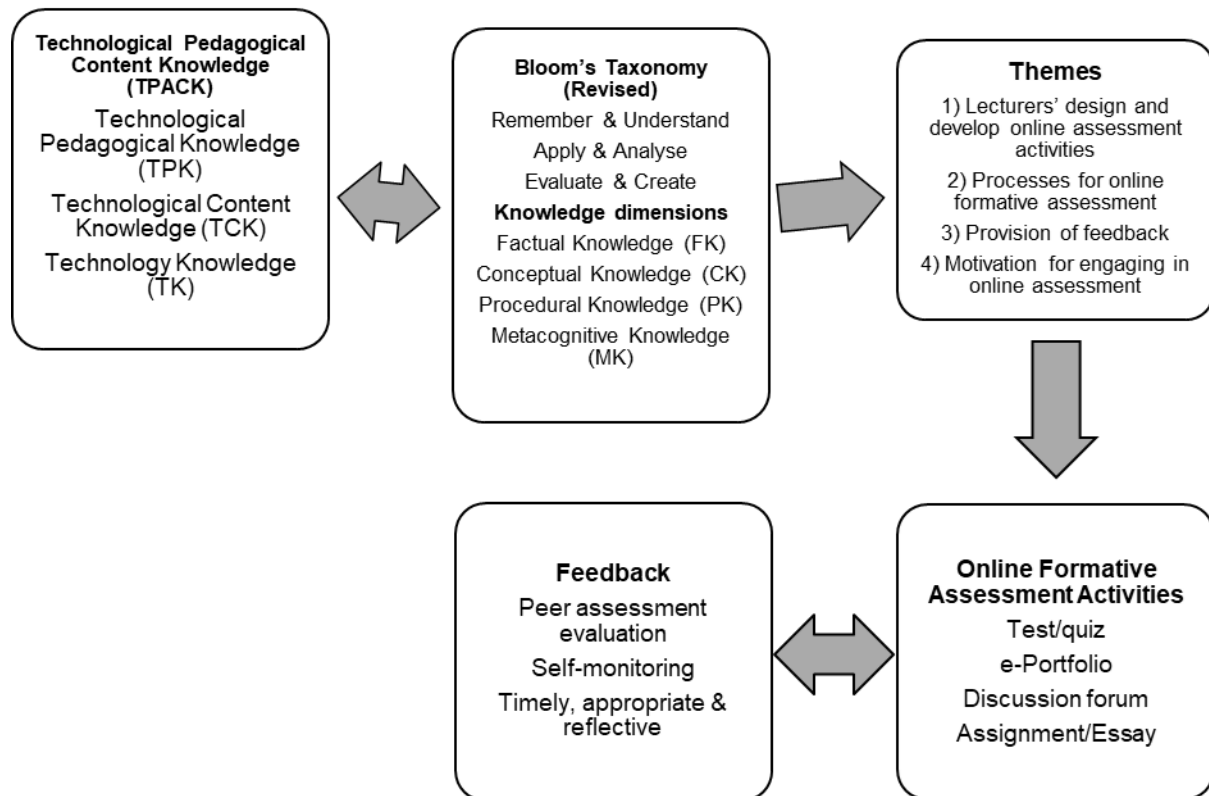 Technological Pedagogical
Content Knowledge
(TPACK)
Technological
Pedagogical Knowledge
(TPK)
Technological Content
Knowledge (TCK)
Technology Knowledge
(TK)
Bloom's Taxonomy
(Revised)
Remember & Understand
Apply & Analyse
Evaluate & Create
Knowledge dimensions
Factual Knowledge (FK)
Conceptual Knowledge (CK)
Procedural Knowledge (PK)
Metacognitive Knowledge
(MK)
Themes
1) Lecturers' design and
develop online assessment
activities
2) Processes for online
formative assessment
3) Provision of feedback
4) Motivation for engaging in
online assessment
Feedback
Peer assessment
evaluation
Self-monitoring
Timely, appropriate &
reflective
Online Formative
Assessment Activities
Test/quiz
e-Portfolio
Discussion forum
Assignment/Essay